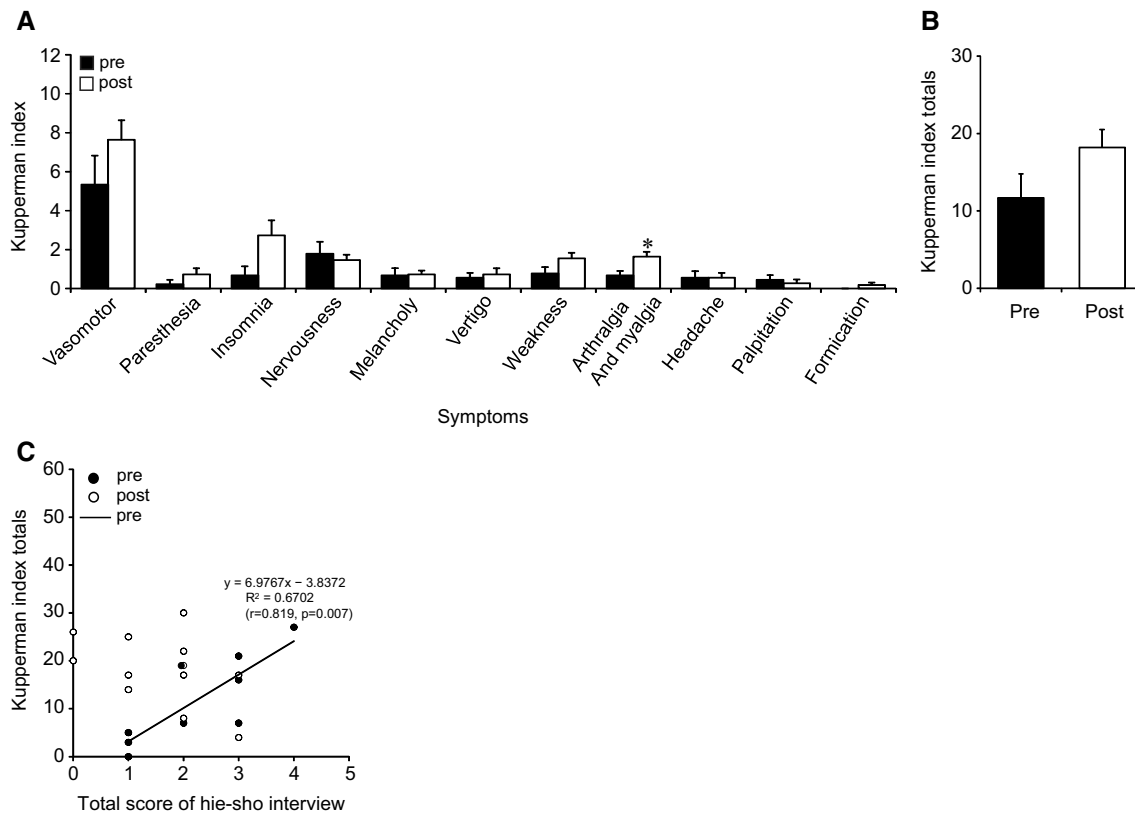 A
12
10
8
6
4
2
0
Kupperman index
pre
post
*
Vasomotor
Paresthesia
Insomnia
Nervousness
Melancholy
Vertigo
Weakness
Arthralgia
And myalgia
Headache
Palpitation
Formication
Symptoms
B
30
20
10
0
Kupperman index totals
Pre
Post
C
60
50
40
30
20
10
0
Kupperman index totals
pre
post
pre
y = 6.9767x − 3.8372
R² = 0.6702
(r=0.819, p=0.007)
0 1 2 3 4 5
Total score of hie-sho interview